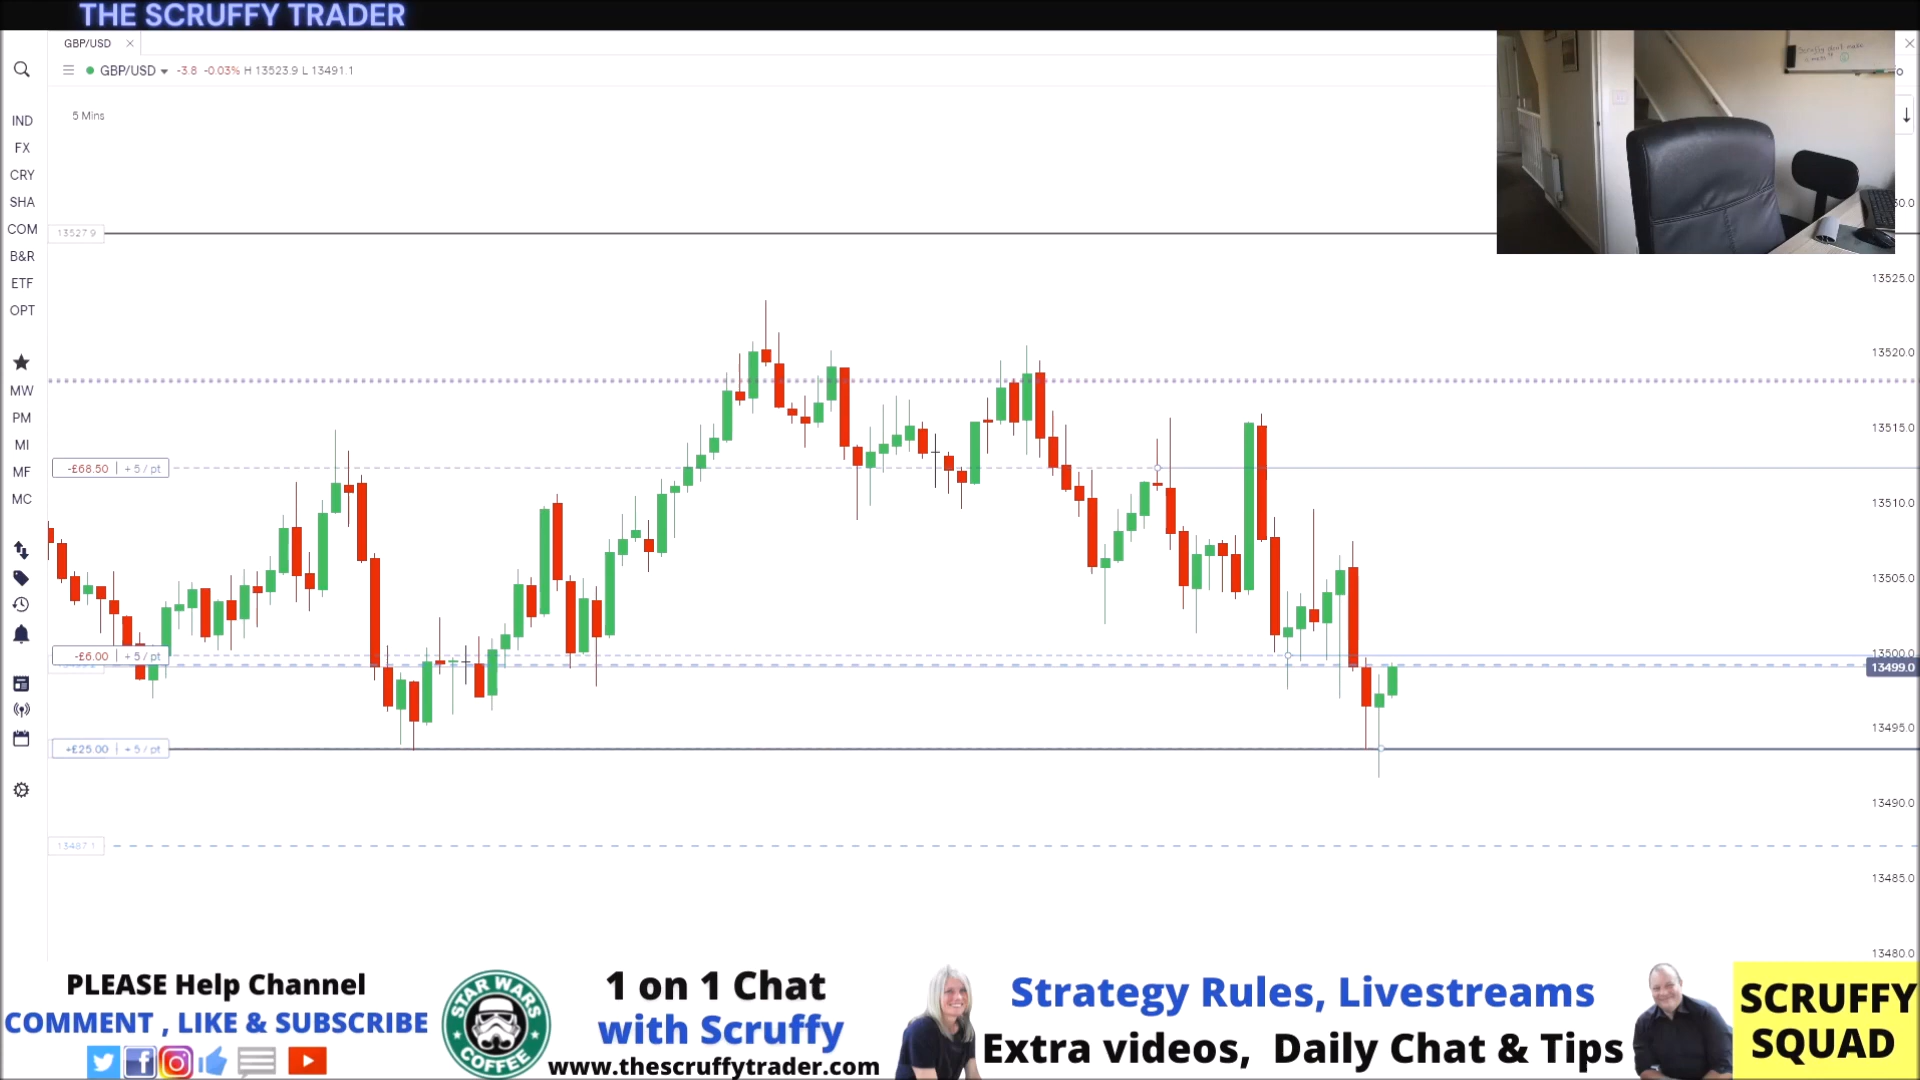 THE SCRUFFY TRADER
GBP/USD
GBP/USD -3.8 -0.03% H 13523.9 L 13491.1
5 Mins
IND
FX
CRY
SHA
COM
B&R
ETF
OPT
MW
PM
MI
MF
MC
13527.9
-£68.50 + 5 / pt
-£6.00 + 5 / pt
+£25.00 + 5 / pt
13487.1
13525.0
13520.0
13515.0
13510.0
13505.0
13500.0
13499.0
13495.0
13490.0
13485.0
13480.0
PLEASE Help Channel
COMMENT , LIKE & SUBSCRIBE
STAR WARS
COFFEE
1 on 1 Chat
with Scruffy
www.thescruffytrader.com
Strategy Rules, Livestreams
Extra videos, Daily Chat & Tips
SCRUFFY
SQUAD